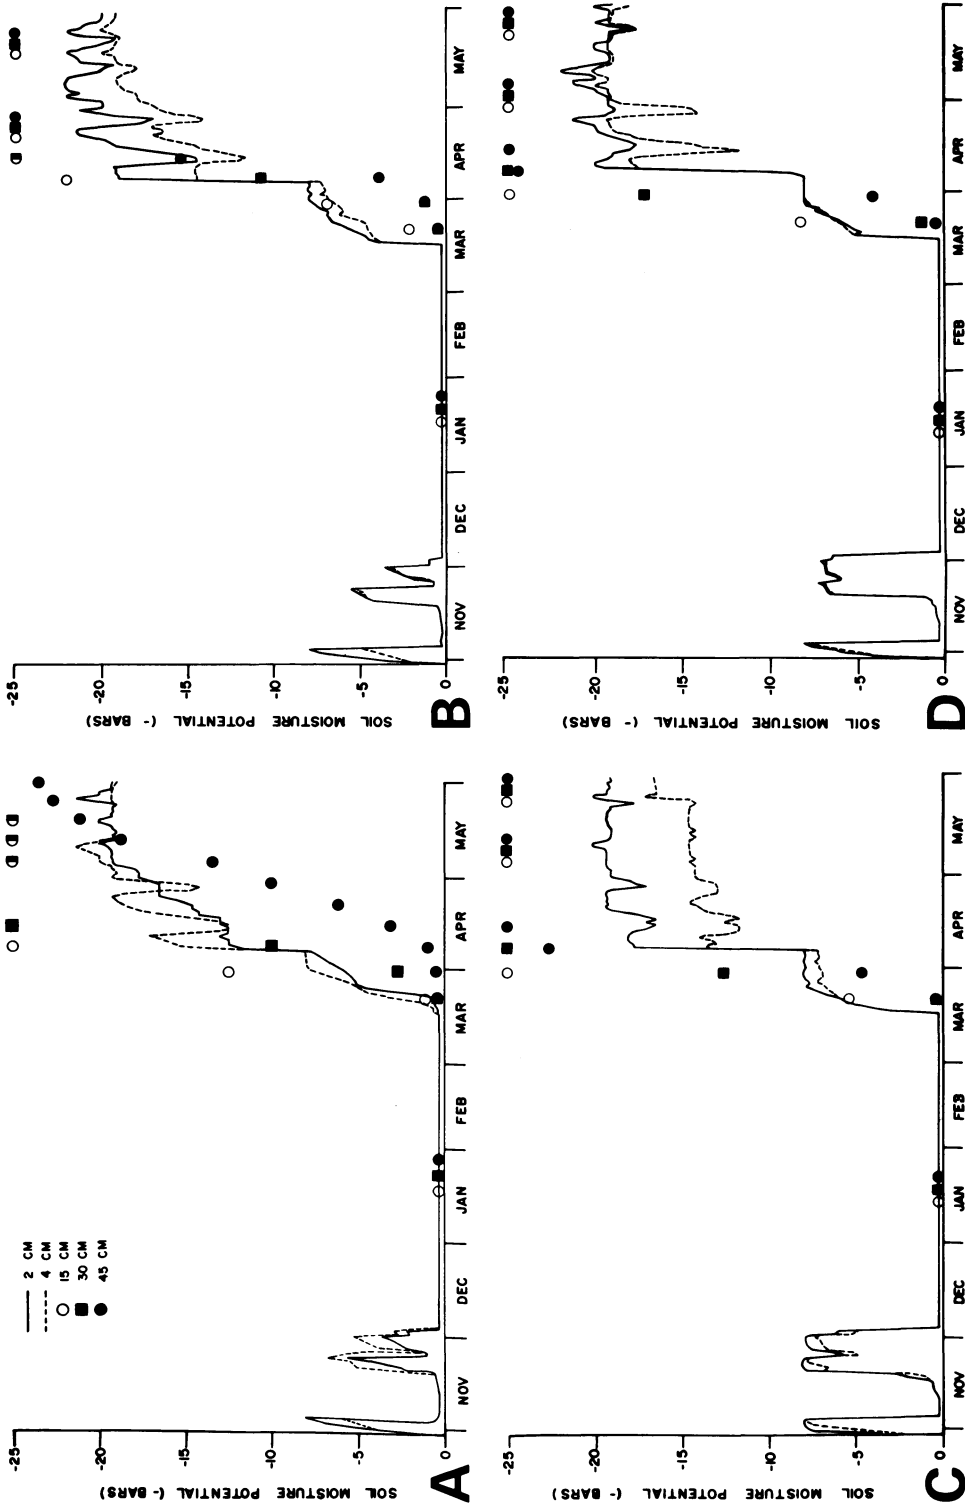 2 CM
4 CM
15 CM
30 CM
45 CM
-25
-20
-15
-10
-5
0
SOIL MOISTURE POTENTIAL (- BARS)
NOV DEC JAN FEB MAR APR MAY
A
-25
-20
-15
-10
-5
0
SOIL MOISTURE POTENTIAL (- BARS)
NOV DEC JAN FEB MAR APR MAY
B
-25
-20
-15
-10
-5
0
SOIL MOISTURE POTENTIAL (- BARS)
NOV DEC JAN FEB MAR APR MAY
C
-25
-20
-15
-10
-5
0
SOIL MOISTURE POTENTIAL (- BARS)
NOV DEC JAN FEB MAR APR MAY
D